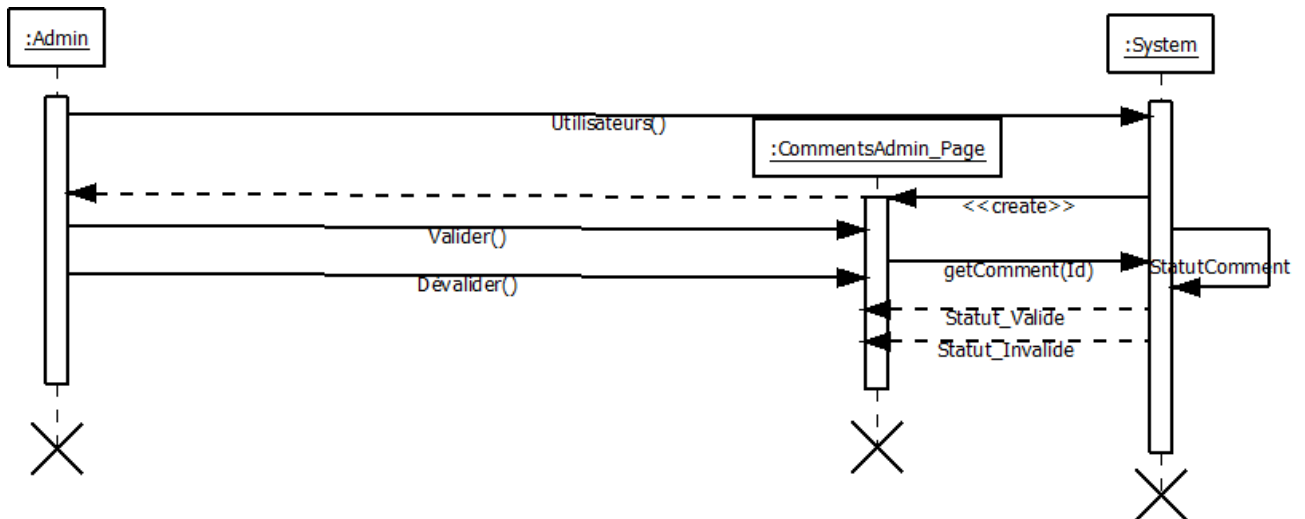 :Admin
:System
Utilisateurs()
:CommentsAdmin_Page
<<create>>
Valider()
getComment(Id)
StatutComment
Dévalider()
Statut_Valide
Statut_Invalide